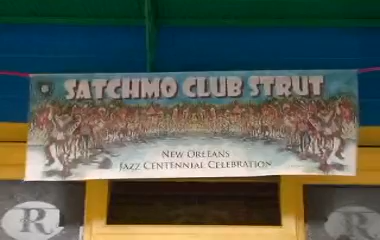 SATCHMO CLUB STRUT
NEW ORLEANS
JAZZ CENTENNIAL CELEBRATION
R
R